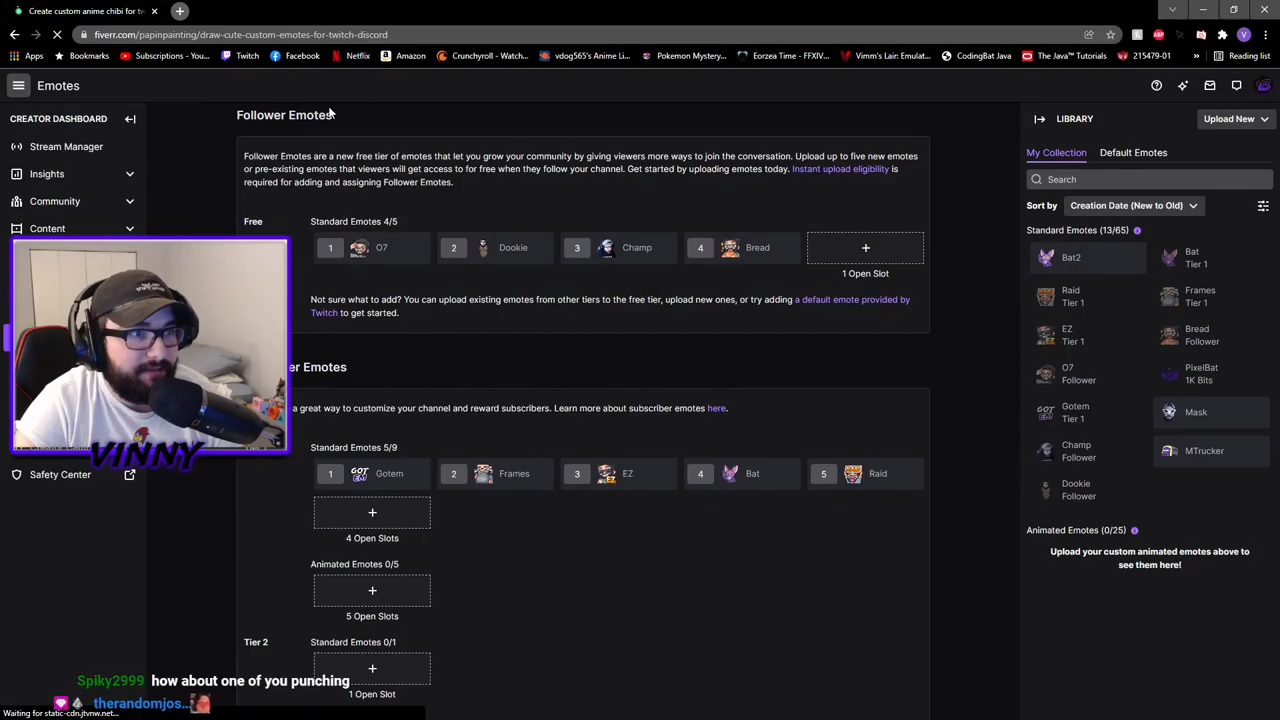 Create custom anime chibi for tw
fiverr.com/papinpainting/draw-cute-custom-emotes-for-twitch-discord
Apps Bookmarks Subscriptions - You... Twitch Facebook Netflix Amazon Crunchyroll - Watch... vdog565's Anime Li... Pokemon Mystery... Eorzea Time - FFXIV... Vimm's Lair: Emulat... CodingBat Java The Java™ Tutorials 215479-01 Reading list
Emotes
CREATOR DASHBOARD
Stream Manager
Insights
Community
Content
Safety Center
VINNY
Follower Emotes
Follower Emotes are a new free tier of emotes that let you grow your community by giving viewers more ways to join the conversation. Upload up to five new emotes
or pre-existing emotes that viewers will get access to for free when they follow your channel. Get started by uploading emotes today. Instant upload eligibility is
required for adding and assigning Follower Emotes.
Free Standard Emotes 4/5
1 O7 2 Dookie 3 Champ 4 Bread +
1 Open Slot
Not sure what to add? You can upload existing emotes from other tiers to the free tier, upload new ones, or try adding a default emote provided by
Twitch to get started.
er Emotes
a great way to customize your channel and reward subscribers. Learn more about subscriber emotes here.
Standard Emotes 5/9
1 GOT EM Gotem 2 Frames 3 EZ EZ 4 Bat 5 RAID Raid
+
4 Open Slots
Animated Emotes 0/5
+
5 Open Slots
Tier 2 Standard Emotes 0/1
+
1 Open Slot
LIBRARY Upload New
My Collection Default Emotes
Search
Sort by Creation Date (New to Old)
Standard Emotes (13/65)
Bat2
Bat
Tier 1
Raid
Tier 1
Frames
Tier 1
EZ
Tier 1
Bread
Follower
O7
Follower
PixelBat
1K Bits
Gotem
Tier 1
Mask
Champ
Follower
MTrucker
Dookie
Follower
Animated Emotes (0/25)
Upload your custom animated emotes above to
see them here!
Spiky2999 how about one of you punching
therandomjos...
Waiting for static-cdn.jtvnw.net...